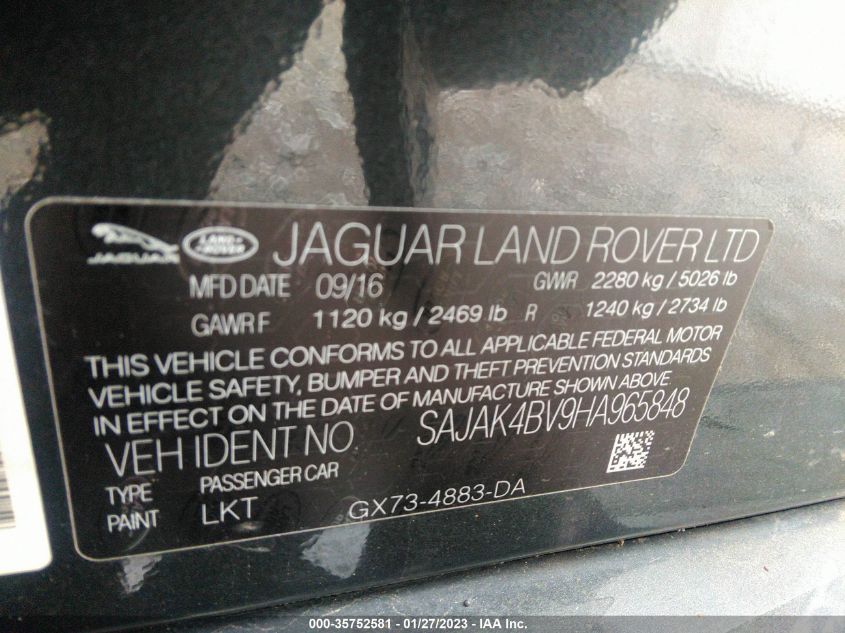 JAGUAR LAND ROVER JAGUAR LAND ROVER LTD
MFD DATE 09/16 GWR 2280 kg / 5026 lb
GAWR F 1120 kg / 2469 lb R 1240 kg / 2734 lb
THIS VEHICLE CONFORMS TO ALL APPLICABLE FEDERAL MOTOR
VEHICLE SAFETY, BUMPER AND THEFT PREVENTION STANDARDS
IN EFFECT ON THE DATE OF MANUFACTURE SHOWN ABOVE.
VEH IDENT NO SAJAK4BV9HA965848
TYPE PASSENGER CAR
PAINT LKT GX73-4883-DA
000-35752581 - 01/27/2023 - © IAA, Inc.